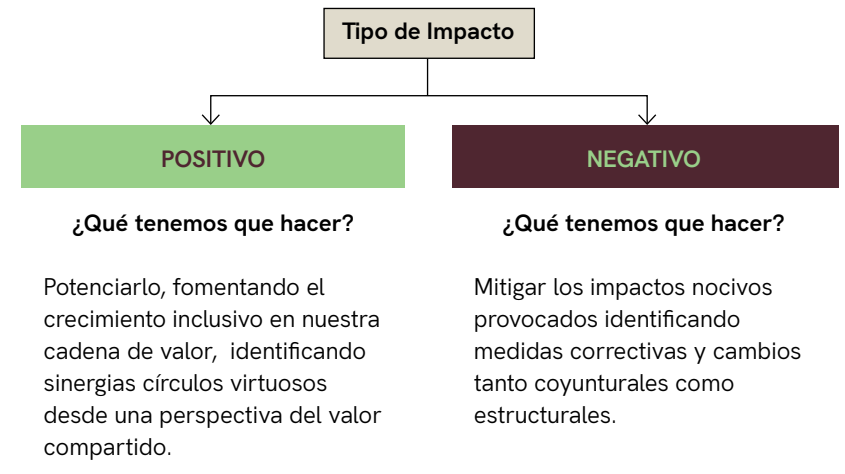 Tipo de Impacto
POSITIVO
¿Qué tenemos que hacer?
Potenciarlo, fomentando el
crecimiento inclusivo en nuestra
cadena de valor,  identificando
sinergias círculos virtuosos
desde una perspectiva del valor
compartido.
NEGATIVO
¿Qué tenemos que hacer?
Mitigar los impactos nocivos
provocados identificando
medidas correctivas y cambios
tanto coyunturales como
estructurales.